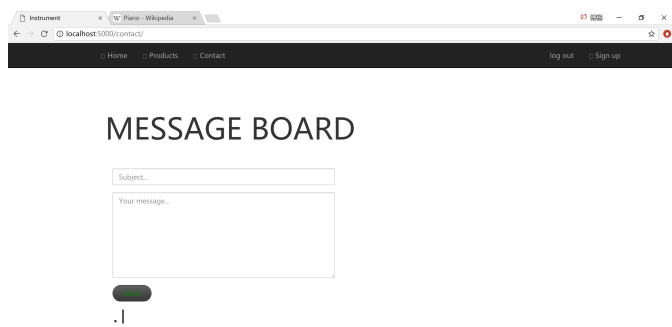 Instrument
Piano - Wikipedia
localhost:5000/contact/
Home Products Contact log out Sign up
MESSAGE BOARD
Subject...
Your message...
. |